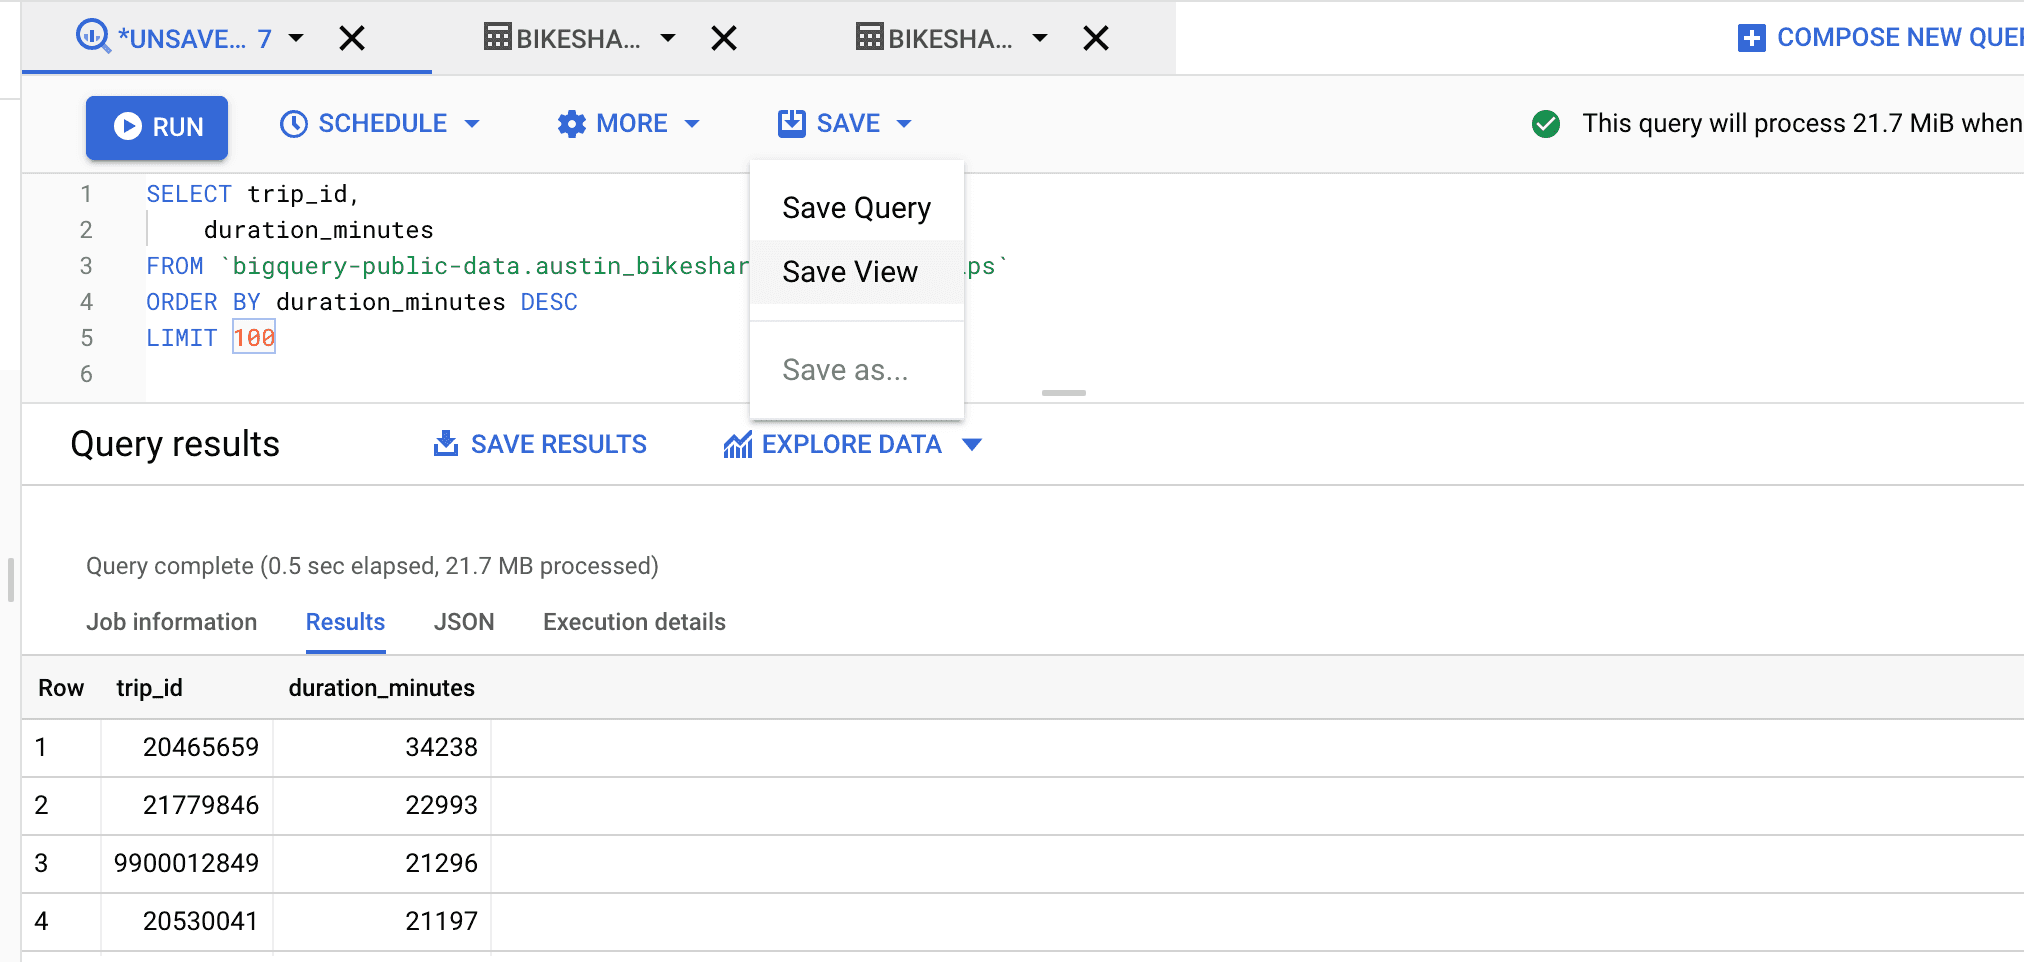 *UNSAVE... 7 BIKESHA... BIKESHA... COMPOSE NEW
RUN SCHEDULE MORE SAVE This query will process 21.7 MiB when
Save Query
Save View
Save as...
1 SELECT trip_id,
2 duration_minutes
3 FROM `bigquery-public-data.austin_bikeshar ps`
4 ORDER BY duration_minutes DESC
5 LIMIT 100
6
Query results SAVE RESULTS EXPLORE DATA
Query complete (0.5 sec elapsed, 21.7 MB processed)
Job information Results JSON Execution details
Row trip_id duration_minutes
1 20465659 34238
2 21779846 22993
3 9900012849 21296
4 20530041 21197